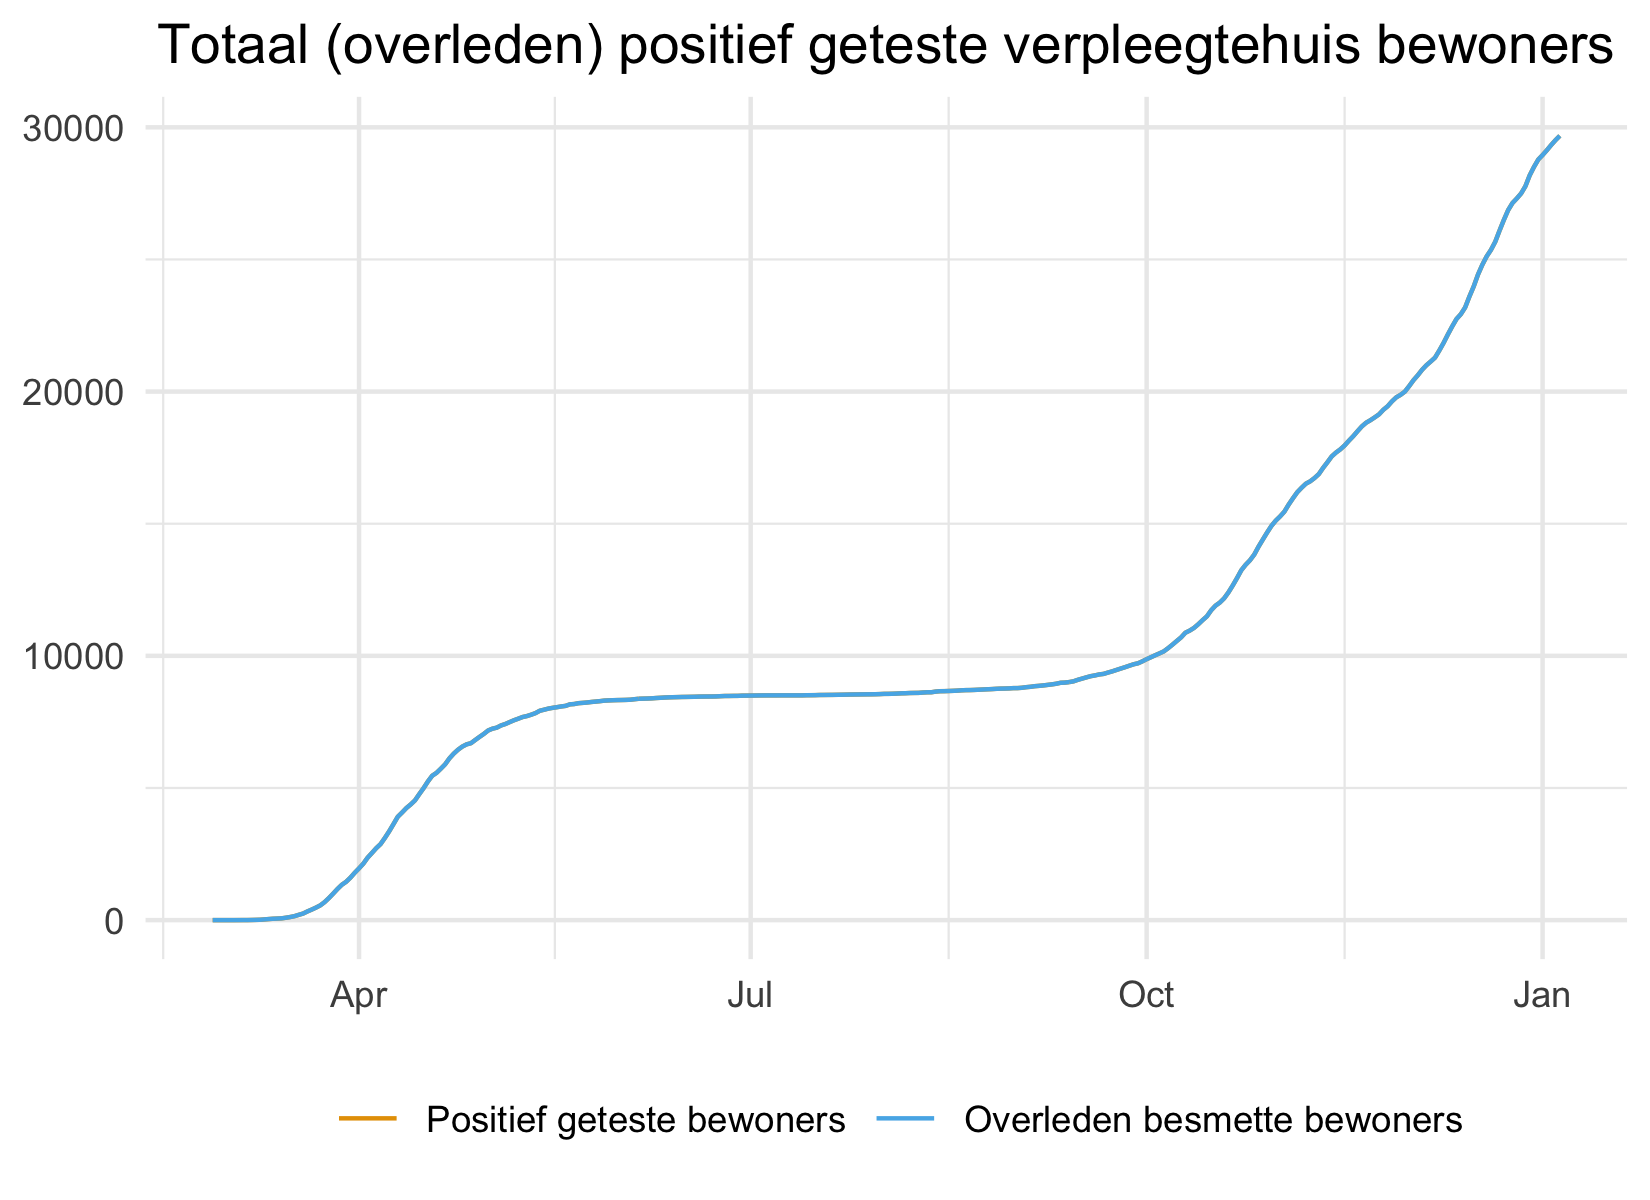 Totaal (overleden) positief geteste verpleegtehuis bewoners
30000
20000
10000
0
Apr Jul Oct Jan
Positief geteste bewoners Overleden besmette bewoners